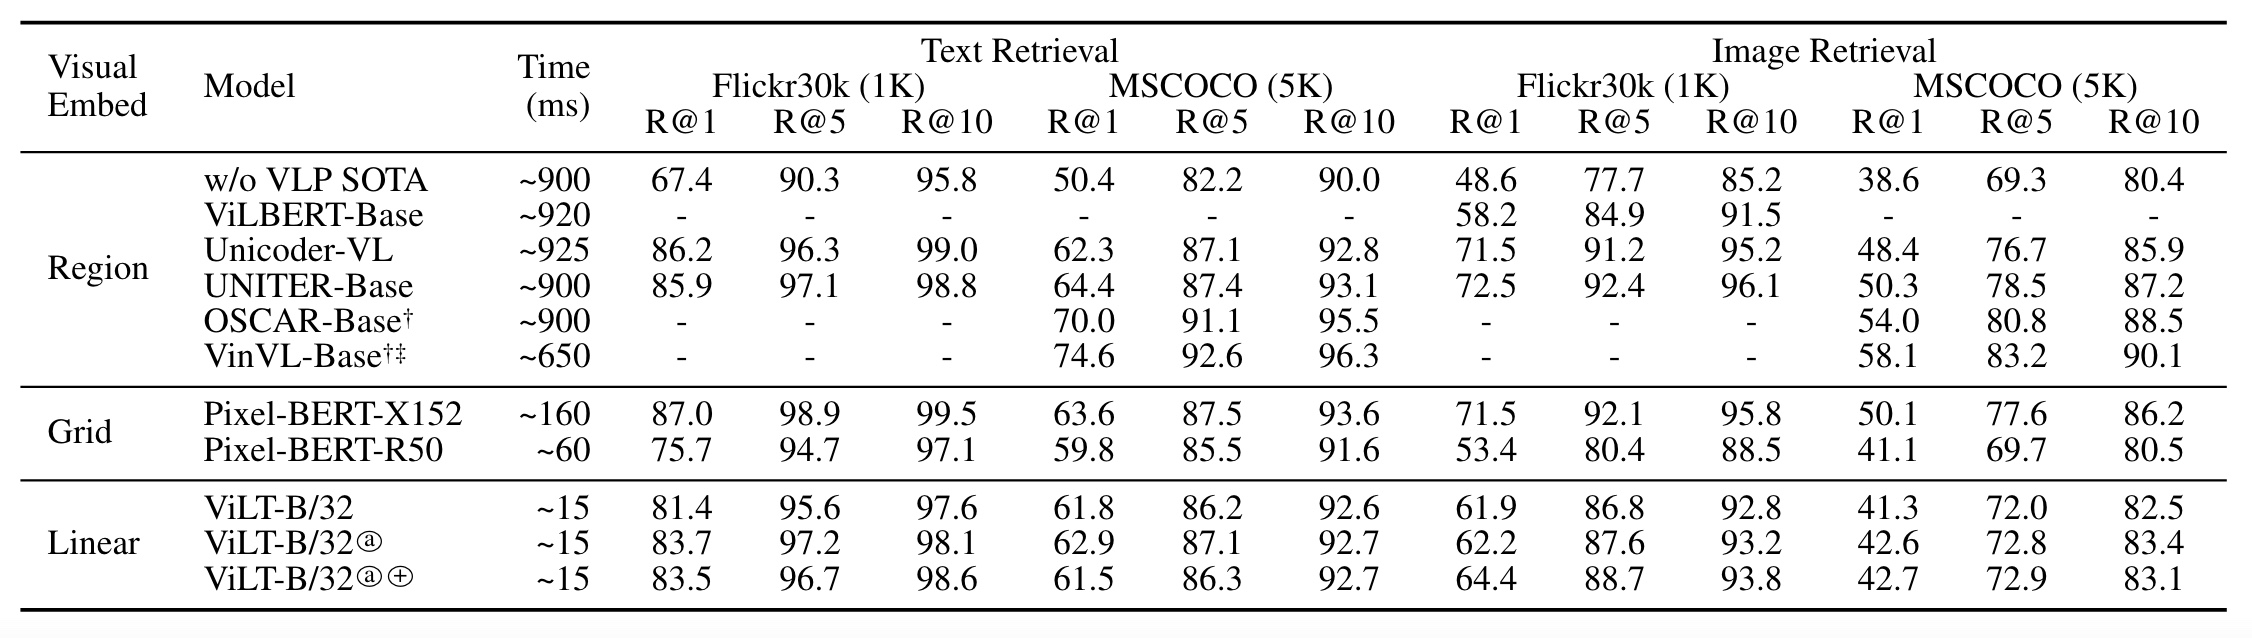 Visual Embed Model Time (ms) Text Retrieval Image Retrieval
Flickr30k (1K) MSCOCO (5K) Flickr30k (1K) MSCOCO (5K)
R@1 R@5 R@10 R@1 R@5 R@10 R@1 R@5 R@10 R@1 R@5 R@10
Region
w/o VLP SOTA ~900 67.4 90.3 95.8 50.4 82.2 90.0 48.6 77.7 85.2 38.6 69.3 80.4
ViLBERT-Base ~920 - - - - - - 58.2 84.9 91.5 - - -
Unicoder-VL ~925 86.2 96.3 99.0 62.3 87.1 92.8 71.5 91.2 95.2 48.4 76.7 85.9
UNITER-Base ~900 85.9 97.1 98.8 64.4 87.4 93.1 72.5 92.4 96.1 50.3 78.5 87.2
OSCAR-Base† ~900 - - - 70.0 91.1 95.5 - - - 54.0 80.8 88.5
VinVL-Base†‡ ~650 - - - 74.6 92.6 96.3 - - - 58.1 83.2 90.1
Grid
Pixel-BERT-X152 ~160 87.0 98.9 99.5 63.6 87.5 93.6 71.5 92.1 95.8 50.1 77.6 86.2
Pixel-BERT-R50 ~60 75.7 94.7 97.1 59.8 85.5 91.6 53.4 80.4 88.5 41.1 69.7 80.5
Linear
ViLT-B/32 ~15 81.4 95.6 97.6 61.8 86.2 92.6 61.9 86.8 92.8 41.3 72.0 82.5
ViLT-B/32ⓐ ~15 83.7 97.2 98.1 62.9 87.1 92.7 62.2 87.6 93.2 42.6 72.8 83.4
ViLT-B/32ⓐ⊕ ~15 83.5 96.7 98.6 61.5 86.3 92.7 64.4 88.7 93.8 42.7 72.9 83.1